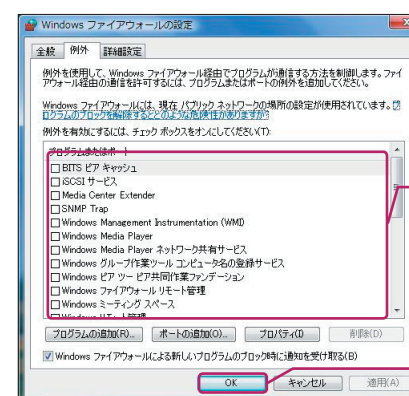 Windows ファイアウォールの設定
全般 例外 詳細設定
例外を使用して、Windows ファイアウォール経由でプログラムが通信する方法を制御します。ファイ
アウォール経由の通信を許可するには、プログラムまたはポートの例外を追加してください。
Windows ファイアウォールには、現在 パブリック ネットワークの場所の設定が使用されています。プ
ログラムのブロックを解除するとどのような危険性がありますか?
例外を有効にするには、チェック ボックスをオンにしてください(T):
プログラムまたはポート
BITS ピア キャッシュ
iSCSI サービス
Media Center Extender
SNMP Trap
Windows Management Instrumentation (WMI)
Windows Media Player
Windows Media Player ネットワーク共有サービス
Windows グループ作業ツール コンピュータ名の登録サービス
Windows ピア ツー ピア共同作業ファンデーション
Windows ファイアウォール リモート管理
Windows ミーティング スペース
Windows リモート管理
プログラムの追加(R)... ポートの追加(O)... プロパティ(I) 削除(D)
Windows ファイアウォールによる新しいプログラムのブロック時に通知を受け取る(B)
OK キャンセル 適用(A)